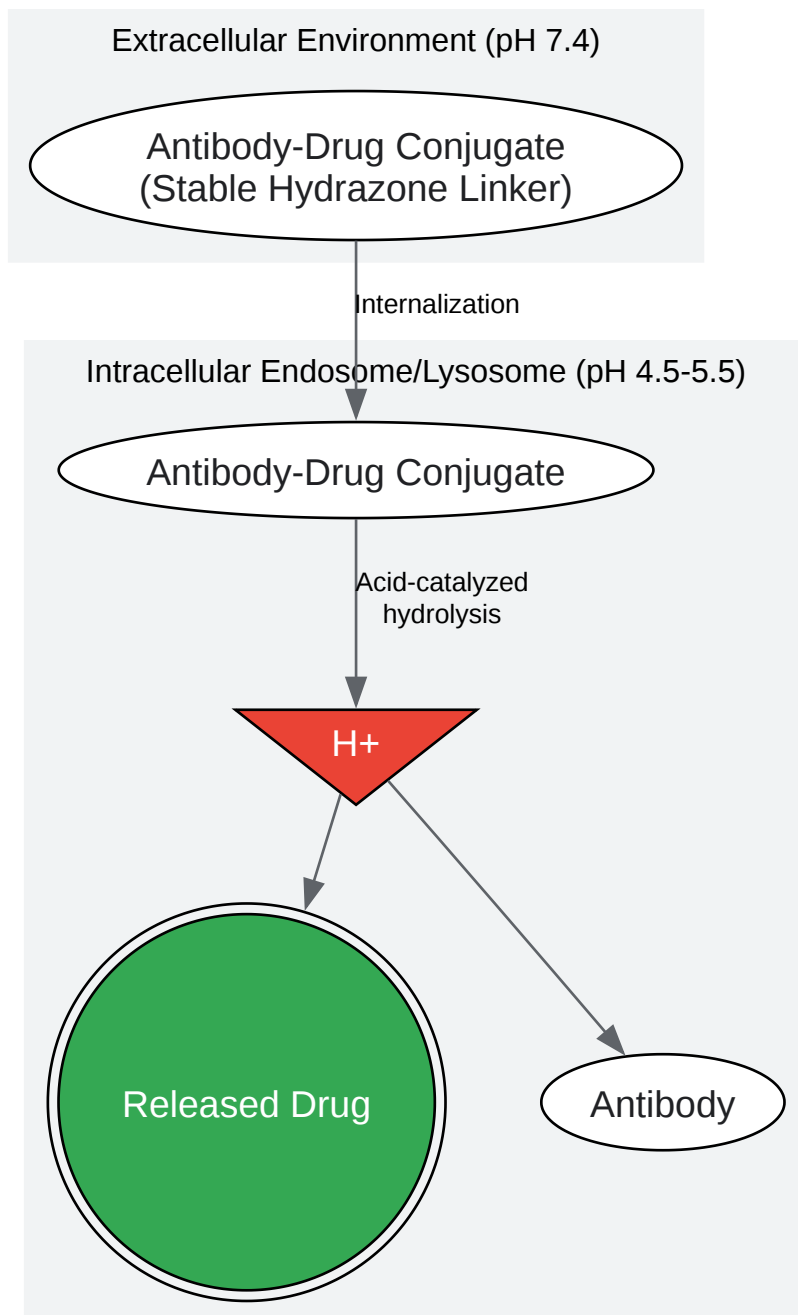 Extracellular Environment (pH 7.4)
Antibody-Drug Conjugate
(Stable Hydrazone Linker)
Internalization
Intracellular Endosome/Lysosome (pH 4.5-5.5)
Antibody-Drug Conjugate
Acid-catalyzed
hydrolysis
H+
Released Drug
Antibody